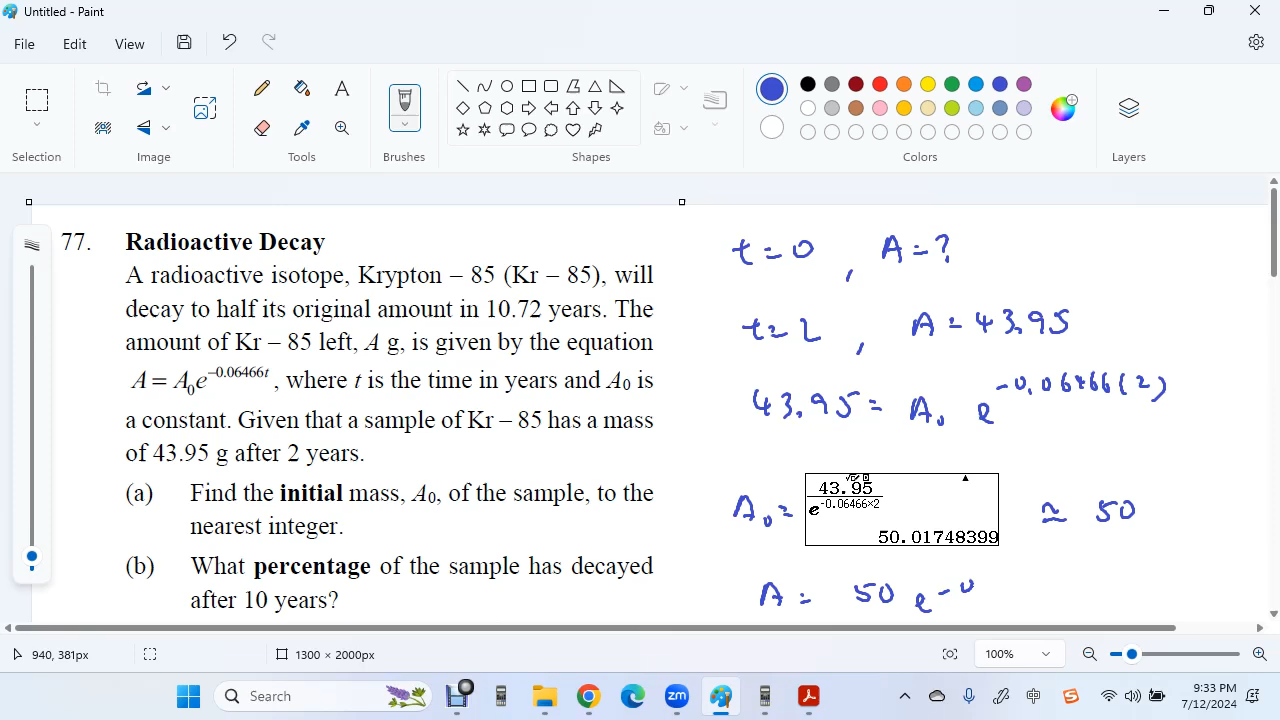 Untitled - Paint
File Edit View
Selection Image Tools Brushes Shapes Colors Layers
77. Radioactive Decay
A radioactive isotope, Krypton – 85 (Kr – 85), will
decay to half its original amount in 10.72 years. The
amount of Kr – 85 left, A g, is given by the equation
A = A₀e^(-0.06466t), where t is the time in years and A₀ is
a constant. Given that a sample of Kr – 85 has a mass
of 43.95 g after 2 years.
(a) Find the initial mass, A₀, of the sample, to the
nearest integer.
(b) What percentage of the sample has decayed
after 10 years?
t = 0 , A = ?
t = 2 , A = 43.95
43.95 = A₀ e^(-0.06466(2))
A₀ = 43.95 / e^(-0.06466×2) 50.01748399 ≃ 50
A = 50 e^(-0
940, 381px 1300 × 2000px 100%
Search zm 中 9:33 PM
7/12/2024